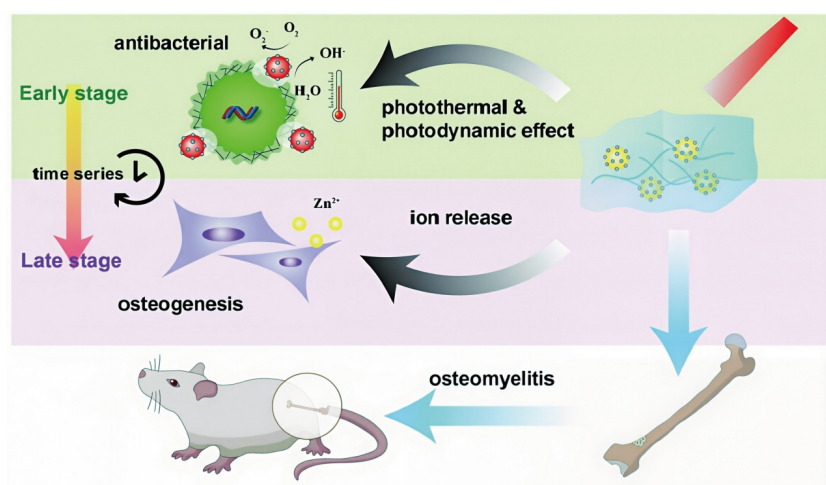 antibacterial
O₂⁻
O₂
OH·
H₂O
Early stage
photothermal &
photodynamic effect
time series
Zn²⁺
ion release
Late stage
osteogenesis
osteomyelitis